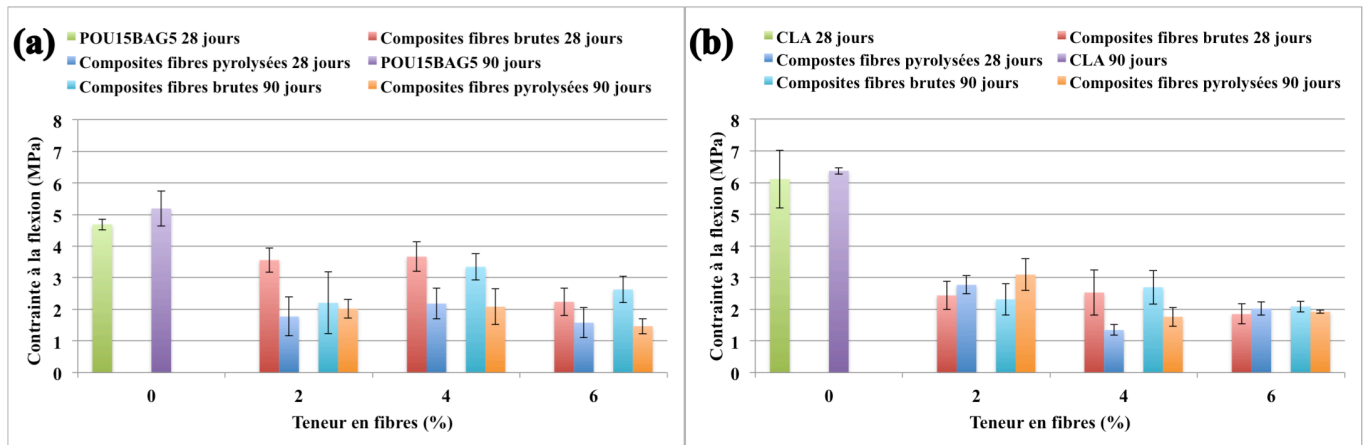 (a)
POU15BAG5 28 jours
Composites fibres brutes 28 jours
Composites fibres pyrolysées 28 jours
POU15BAG5 90 jours
Composites fibres brutes 90 jours
Composites fibres pyrolysées 90 jours
Contrainte à la flexion (MPa)
8
7
6
5
4
3
2
1
0
0 2 4 6
Teneur en fibres (%)
(b)
CLA 28 jours
Composites fibres brutes 28 jours
Compostes fibres pyrolysées 28 jours
CLA 90 jours
Composites fibres brutes 90 jours
Composites fibres pyrolysées 90 jours
Contrainte à la flexion (MPa)
8
7
6
5
4
3
2
1
0
0 2 4 6
Teneur en fibres (%)